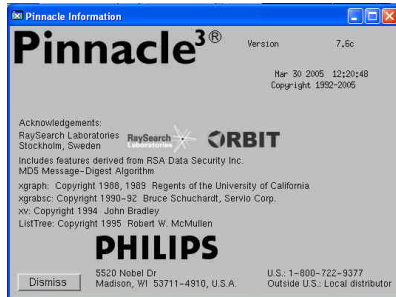 Pinnacle Information
Pinnacle³® Version 7.6c
Mar 30 2005 12:20:48
Copyright 1992-2005
Acknowledgements:
RaySearch Laboratories
Stockholm, Sweden
RaySearch
Laboratories
ORBIT
Includes features derived from RSA Data Security Inc.
MD5 Message-Digest Algorithm
xgraph: Copyright 1988, 1989 Regents of the University of California
xgrabsc: Copyright 1990-92 Bruce Schuchardt, Servio Corp.
xv: Copyright 1994 John Bradley
ListTree: Copyright 1995 Robert W. McMullen
PHILIPS
5520 Nobel Dr
Madison, WI 53711-4910, U.S.A.
U.S.: 1-800-722-9377
Outside U.S.: Local distributor
Dismiss